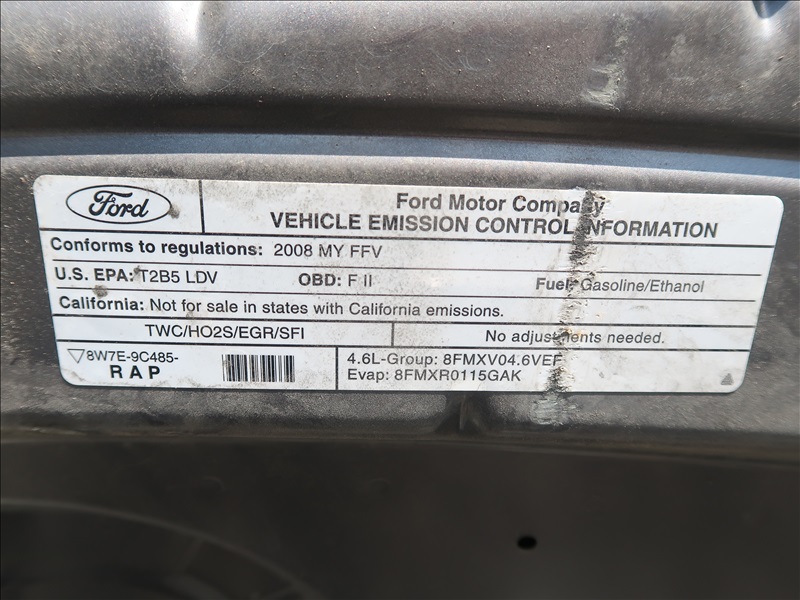 Ford
Ford Motor Company
VEHICLE EMISSION CONTROL INFORMATION
Conforms to regulations: 2008 MY FFV
U.S. EPA: T2B5 LDV OBD: F II Fuel: Gasoline/Ethanol
California: Not for sale in states with California emissions.
TWC/HO2S/EGR/SFI No adjustments needed.
8W7E-9C485-
RAP
4.6L-Group: 8FMXV04.6VEF
Evap: 8FMXR0115GAK